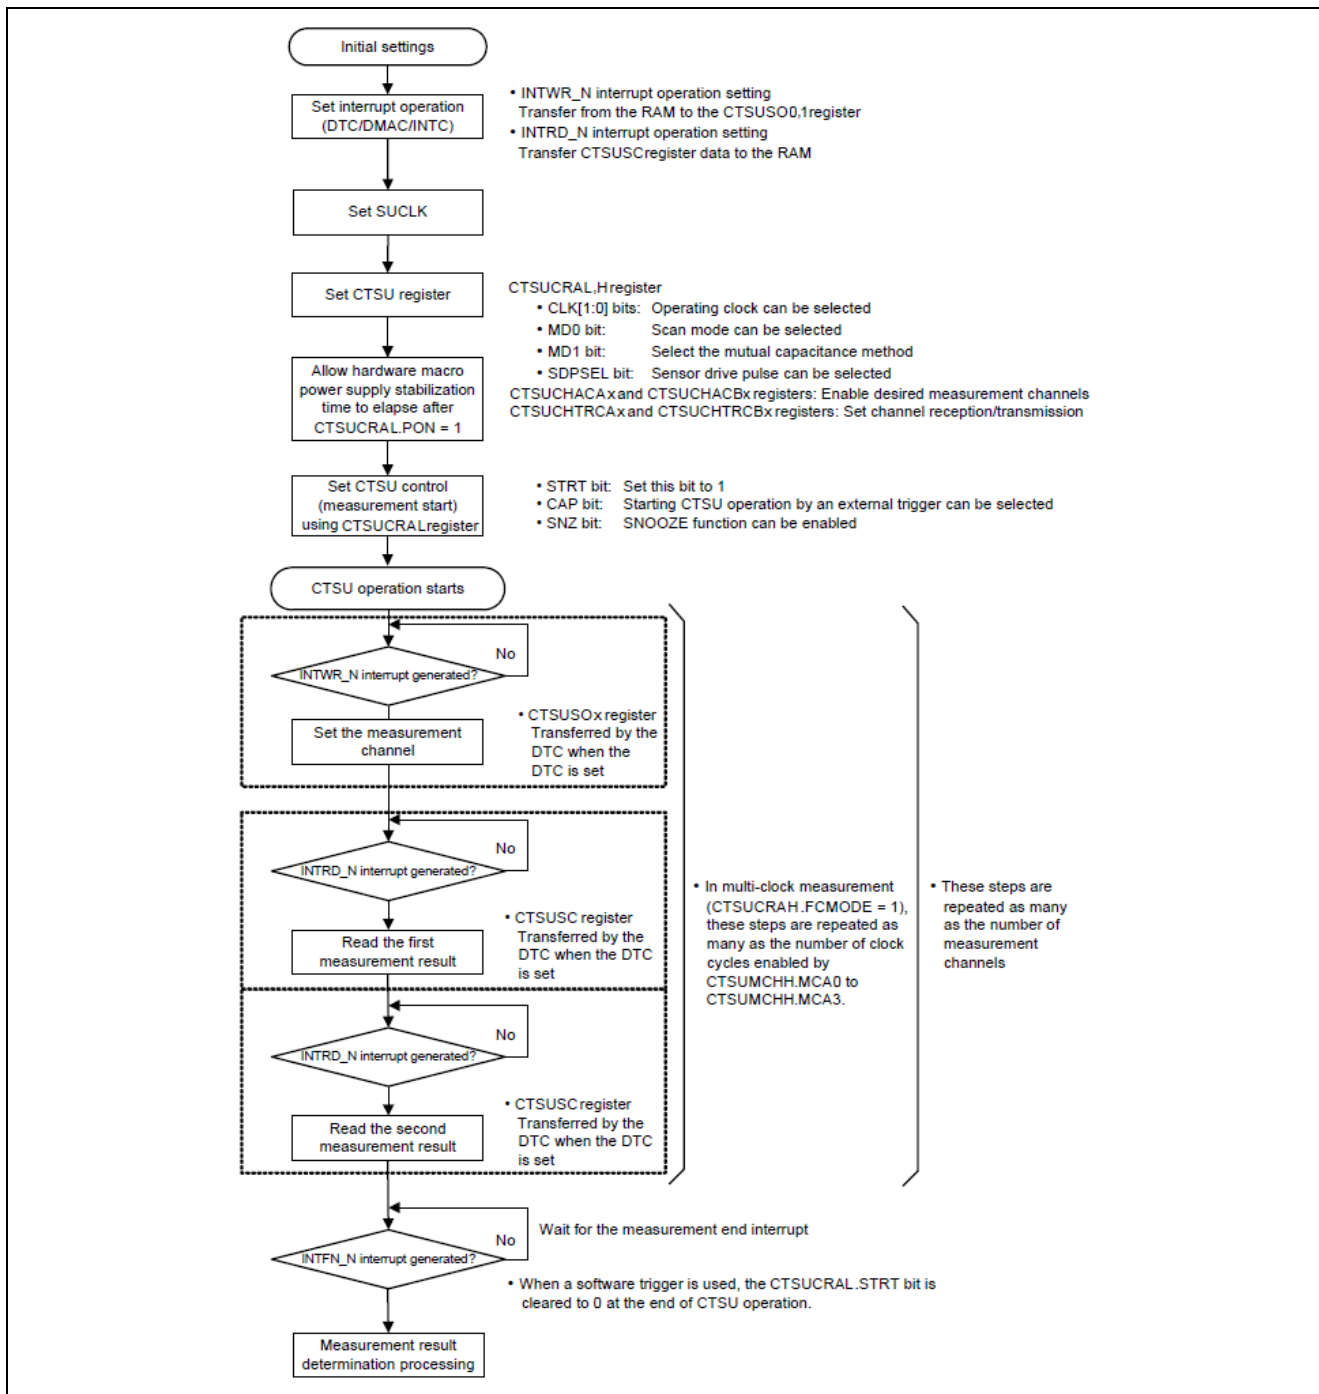 Initial settings
Set interrupt operation
(DTC/DMAC/INTC)
• INTWR_N interrupt operation setting
Transfer from the RAM to the CTSUSO0,1register
• INTRD_N interrupt operation setting
Transfer CTSUSCregister data to the RAM
Set SUCLK
Set CTSU register
CTSUCRAL,Hregister
• CLK[1:0] bits: Operating clock can be selected
• MD0 bit: Scan mode can be selected
• MD1 bit: Select the mutual capacitance method
• SDPSEL bit: Sensor drive pulse can be selected
CTSUCHACAx and CTSUCHACBx registers: Enable desired measurement channels
CTSUCHTRCAx and CTSUCHTRCBx registers: Set channel reception/transmission
Allow hardware macro
power supply stabilization
time to elapse after
CTSUCRAL.PON = 1
Set CTSU control
(measurement start)
using CTSUCRALregister
• STRT bit: Set this bit to 1
• CAP bit: Starting CTSU operation by an external trigger can be selected
• SNZ bit: SNOOZE function can be enabled
CTSU operation starts
No
INTWR_N interrupt generated?
Set the measurement
channel
• CTSUSOx register
Transferred by the
DTC when the
DTC is set
No
INTRD_N interrupt generated?
Read the first
measurement result
• CTSUSC register
Transferred by the
DTC when the DTC
is set
No
INTRD_N interrupt generated?
Read the second
measurement result
• CTSUSCregister
Transferred by the
DTC when the DTC
is set
• In multi-clock measurement
(CTSUCRAH.FCMODE = 1),
these steps are repeated as
many as the number of clock
cycles enabled by
CTSUMCHH.MCA0 to
CTSUMCHH.MCA3.
• These steps are
repeated as many
as the number of
measurement
channels
No
Wait for the measurement end interrupt
INTFN_N interrupt generated?
• When a software trigger is used, the CTSUCRAL.STRT bit is
cleared to 0 at the end of CTSU operation.
Measurement result
determination processing